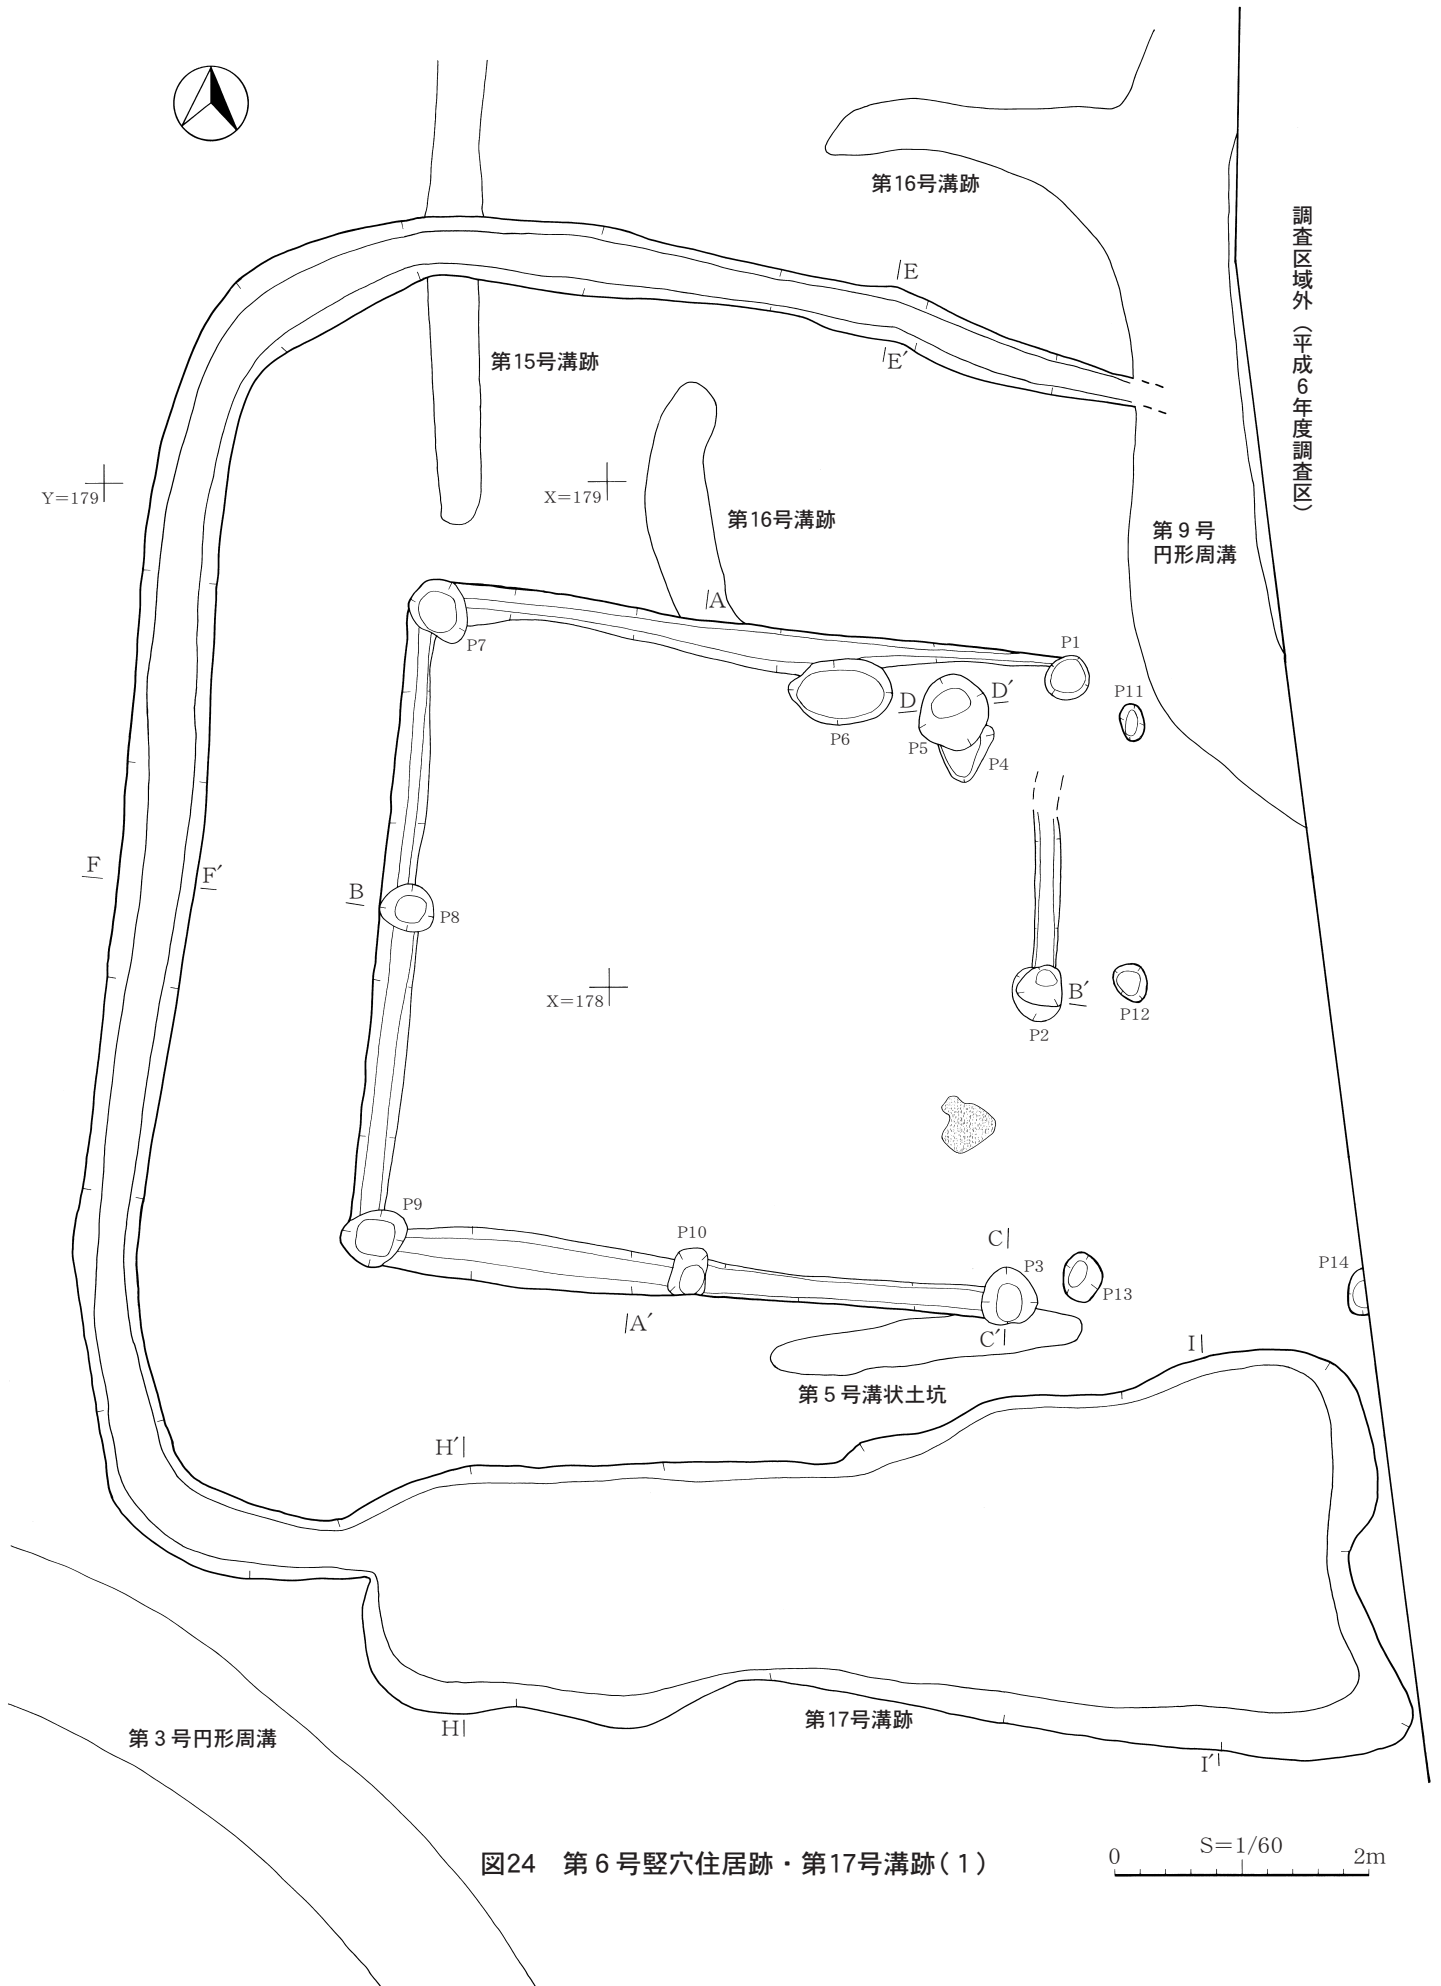 第16号溝跡
調査区域外（平成６年度調査区）
E
E′
第15号溝跡
Y＝179
X＝179
第16号溝跡
第９号
円形周溝
A
P7
P1
P11
D
D′
P6
P5
P4
F
F′
B
P8
X＝178
B′
P12
P2
P9
P10
C
P3
P13
P14
A′
C′
I
第５号溝状土坑
H′
H
第17号溝跡
第３号円形周溝
I′
図24　第６号竪穴住居跡・第17号溝跡（１）
S＝1/60
0 2m